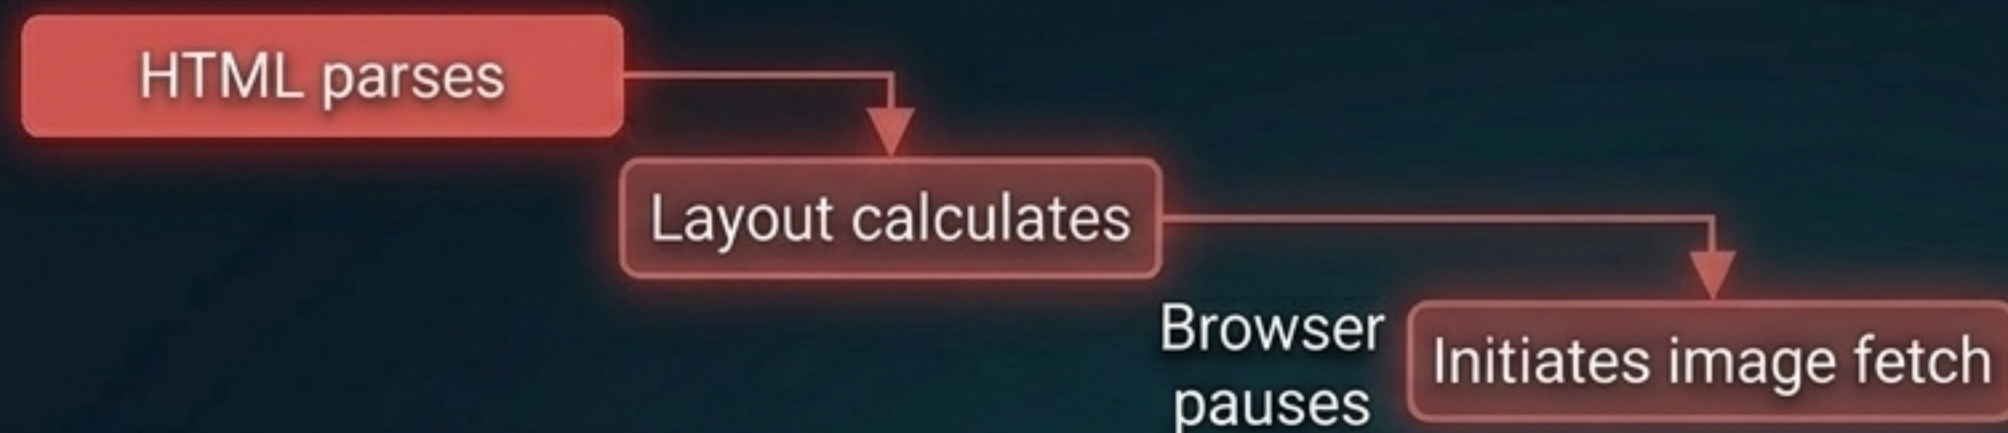 HTML parses
Layout calculates
Browser
pauses
Initiates image fetch